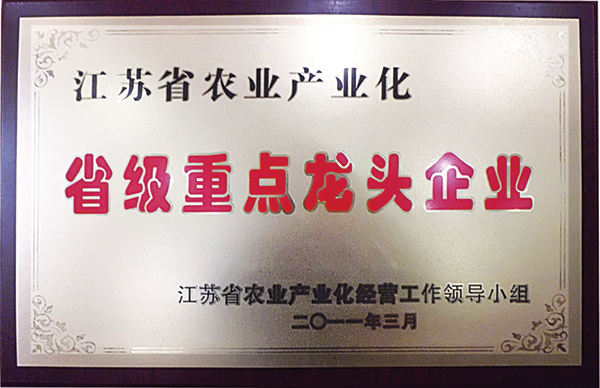 江苏省农业产业化
省级重点龙头企业
江苏省农业产业化经营工作领导小组
二〇一一年三月